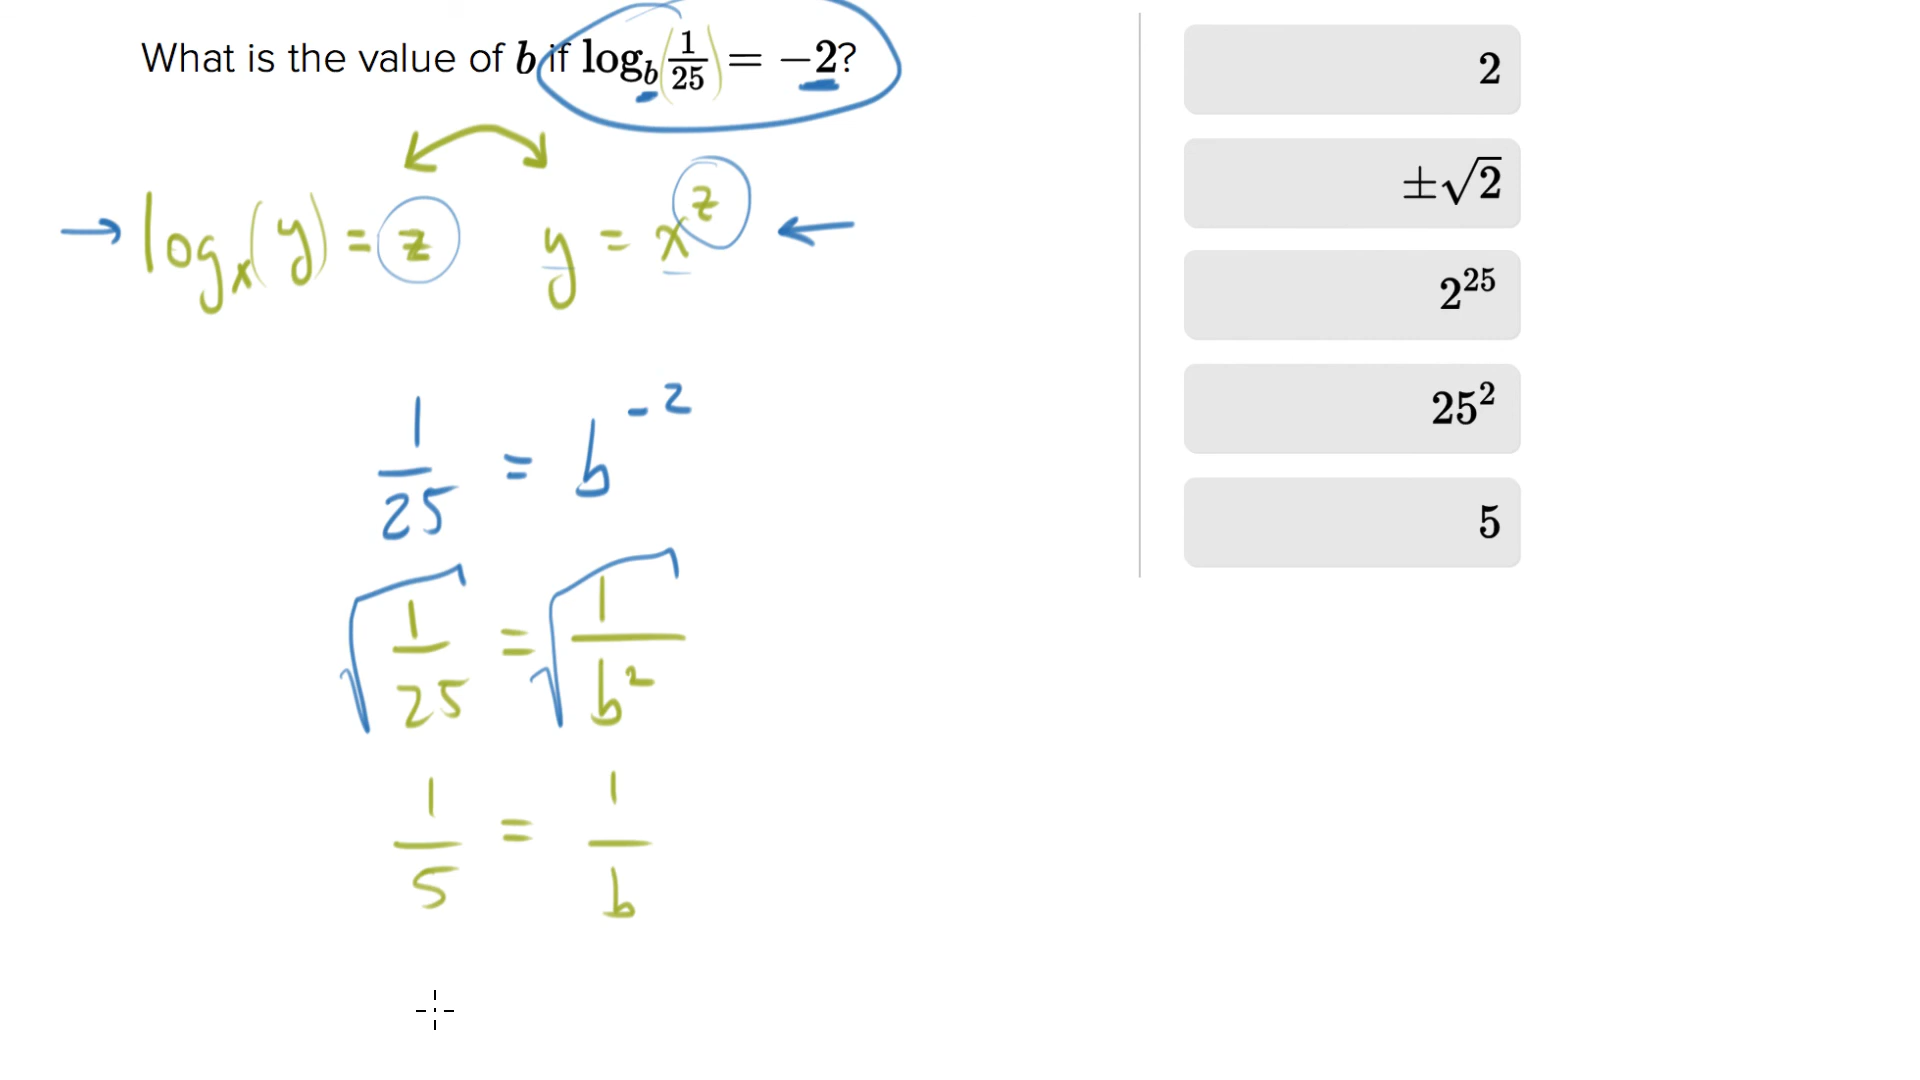 What is the value of b if log_b(1/25) = −2?
log_x(y) = z    y = x^z
1/25 = b^-2
√(1/25) = √(1/b^2)
1/5 = 1/b
2
±√2
2^25
25^2
5